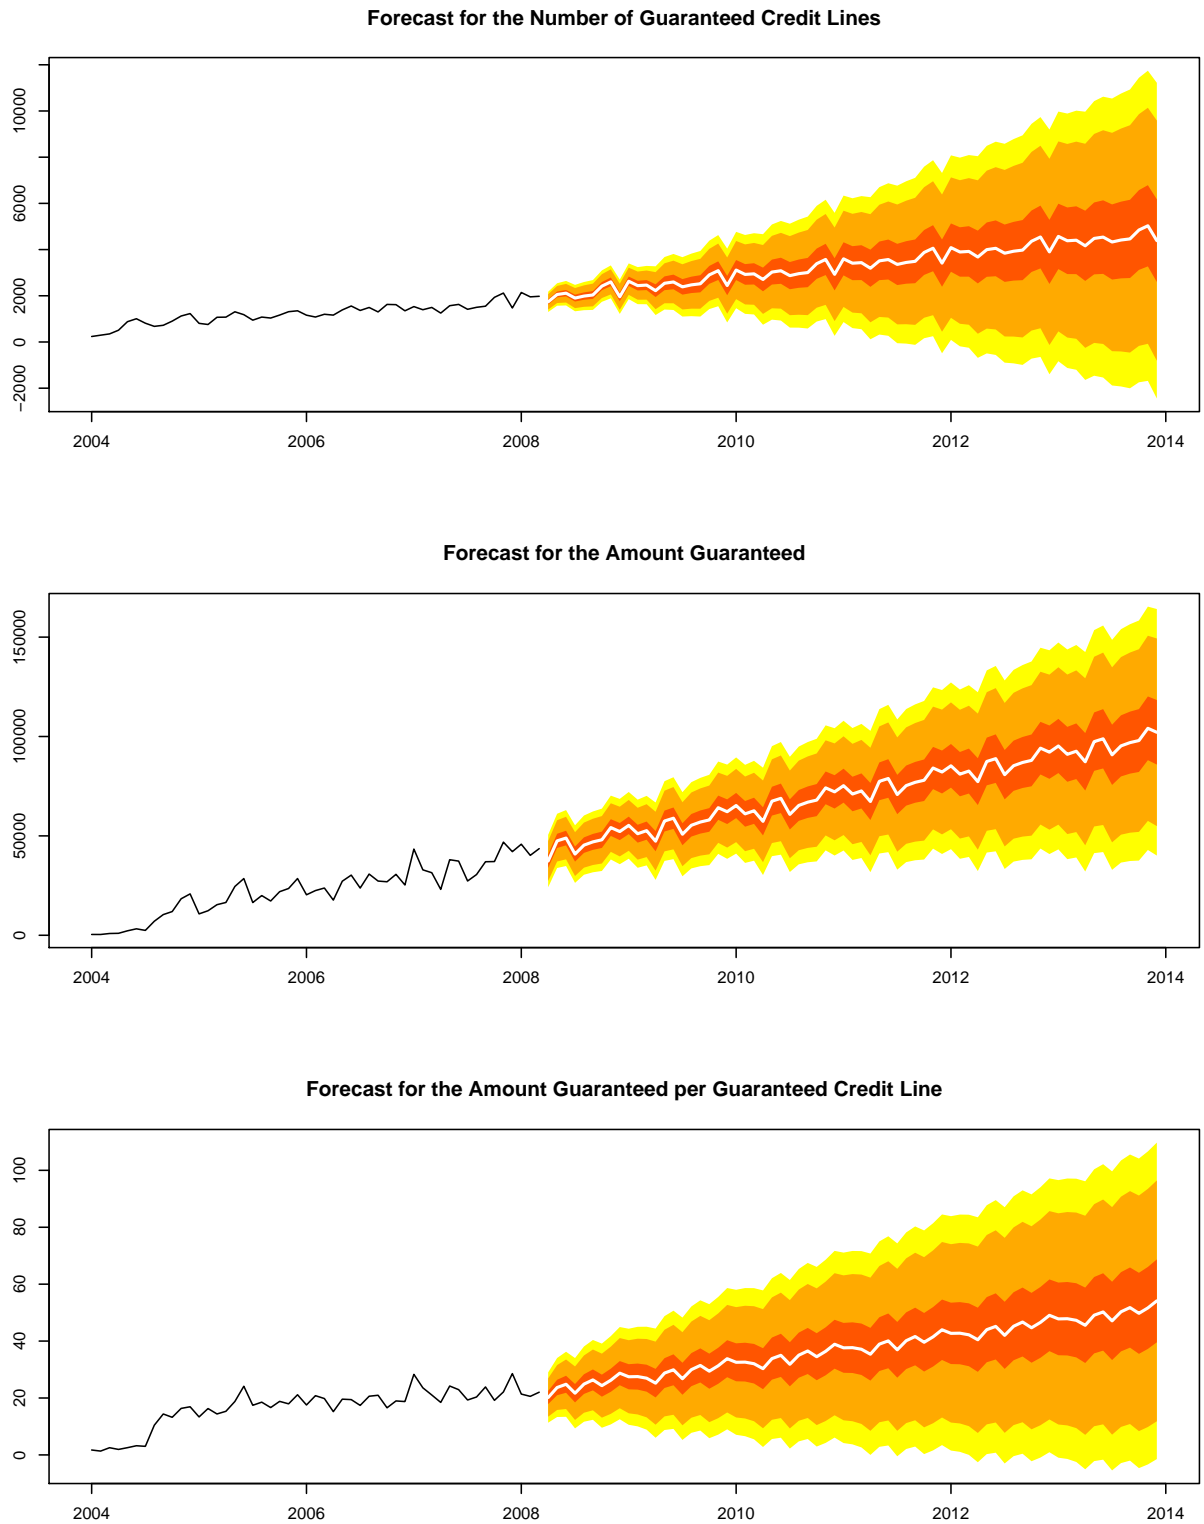 Forecast for the Number of Guaranteed Credit Lines
10000
6000
2000
0
−2000
2004 2006 2008 2010 2012 2014
Forecast for the Amount Guaranteed
150000
100000
50000
0
2004 2006 2008 2010 2012 2014
Forecast for the Amount Guaranteed per Guaranteed Credit Line
100
80
60
40
20
0
2004 2006 2008 2010 2012 2014